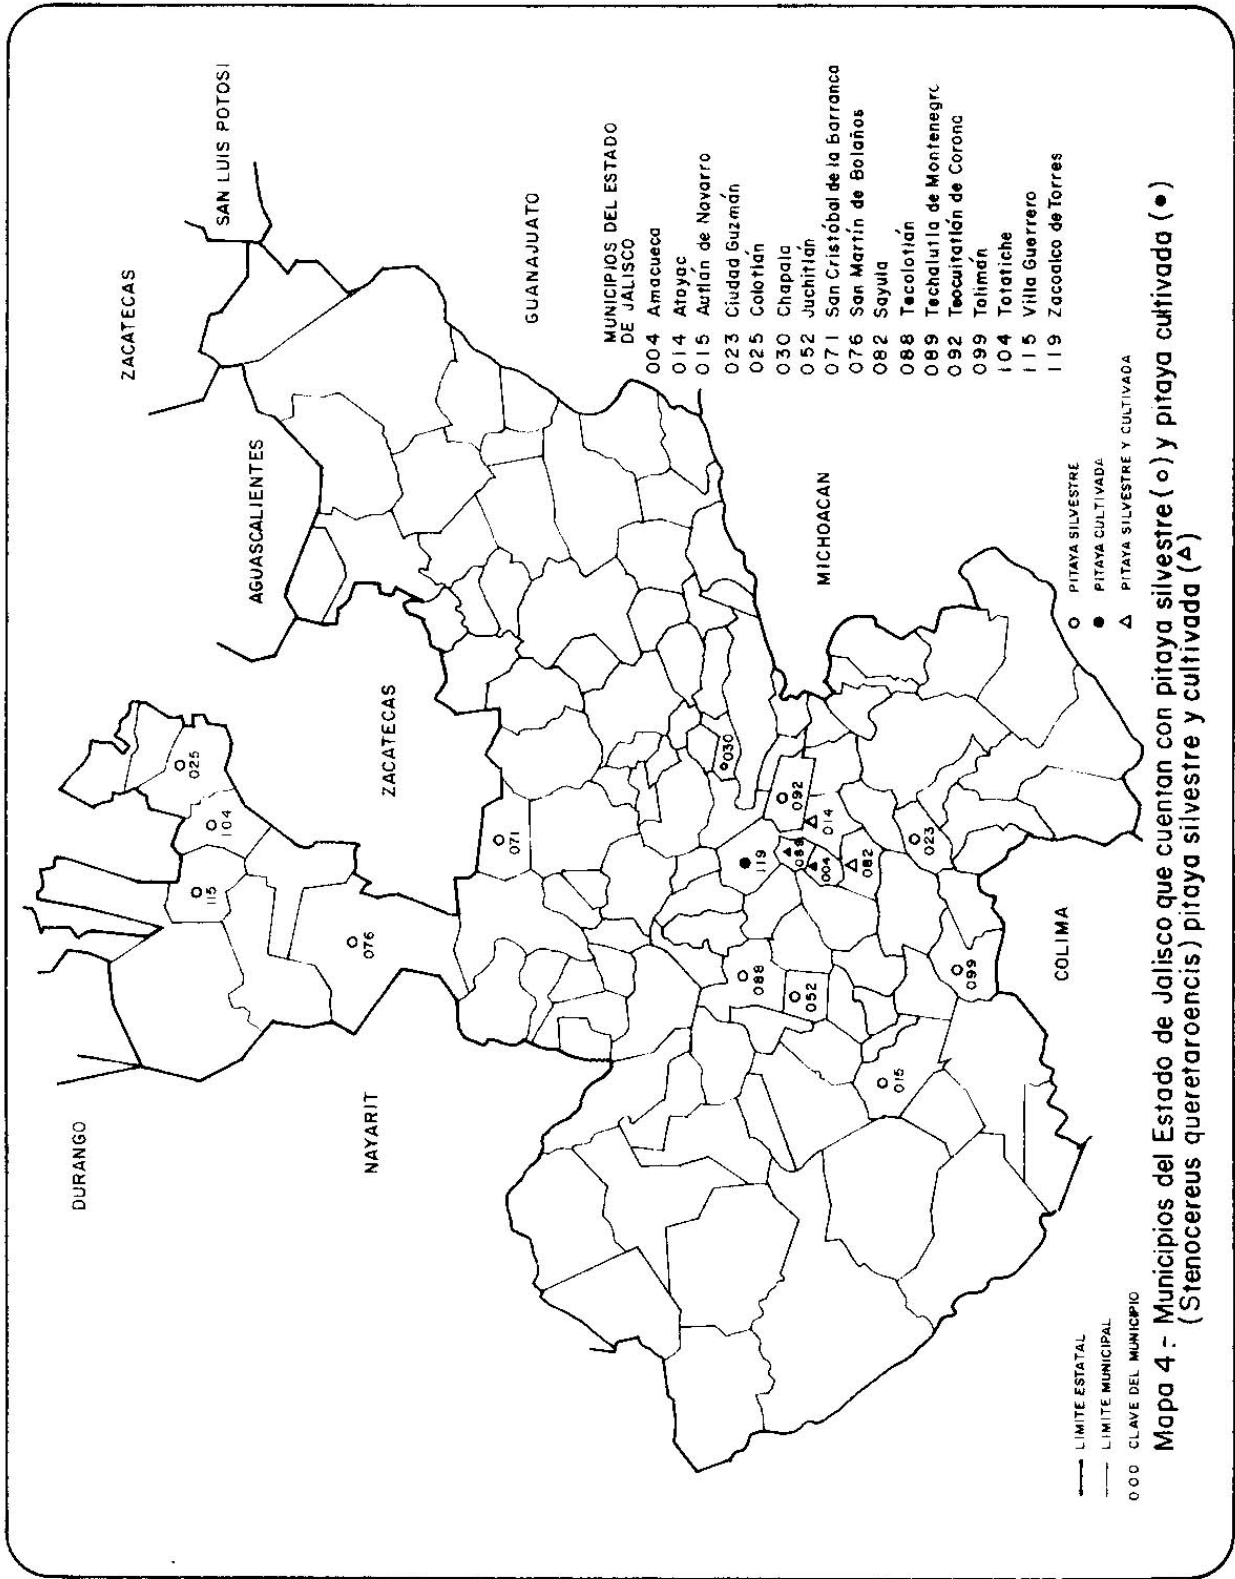 DURANGO
ZACATECAS
SAN LUIS POTOSI
AGUASCALIENTES
NAYARIT
ZACATECAS
GUANAJUATO
MICHOACAN
COLIMA
025
104
115
076
071
030
092
119
014
089
004
082
023
088
052
099
015
MUNICIPIOS DEL ESTADO
DE JALISCO
004 Amacueca
014 Atoyac
015 Autlán de Navarro
023 Ciudad Guzmán
025 Colotlán
030 Chapala
052 Juchitlán
071 San Cristóbal de la Barranca
076 San Martín de Bolaños
082 Sayula
088 Tecolotlán
089 Techalutla de Montenegro
092 Teocuitatlán de Corona
099 Tolimán
104 Totatiche
115 Villa Guerrero
119 Zacoalco de Torres
○ PITAYA SILVESTRE
● PITAYA CULTIVADA
△ PITAYA SILVESTRE Y CULTIVADA
LIMITE ESTATAL
LIMITE MUNICIPAL
000 CLAVE DEL MUNICIPIO
Mapa 4.- Municipios del Estado de Jalisco que cuentan con pitaya silvestre (○) y pitaya cultivada (●)
(Stenocereus queretaroencis) pitaya silvestre y cultivada (△)